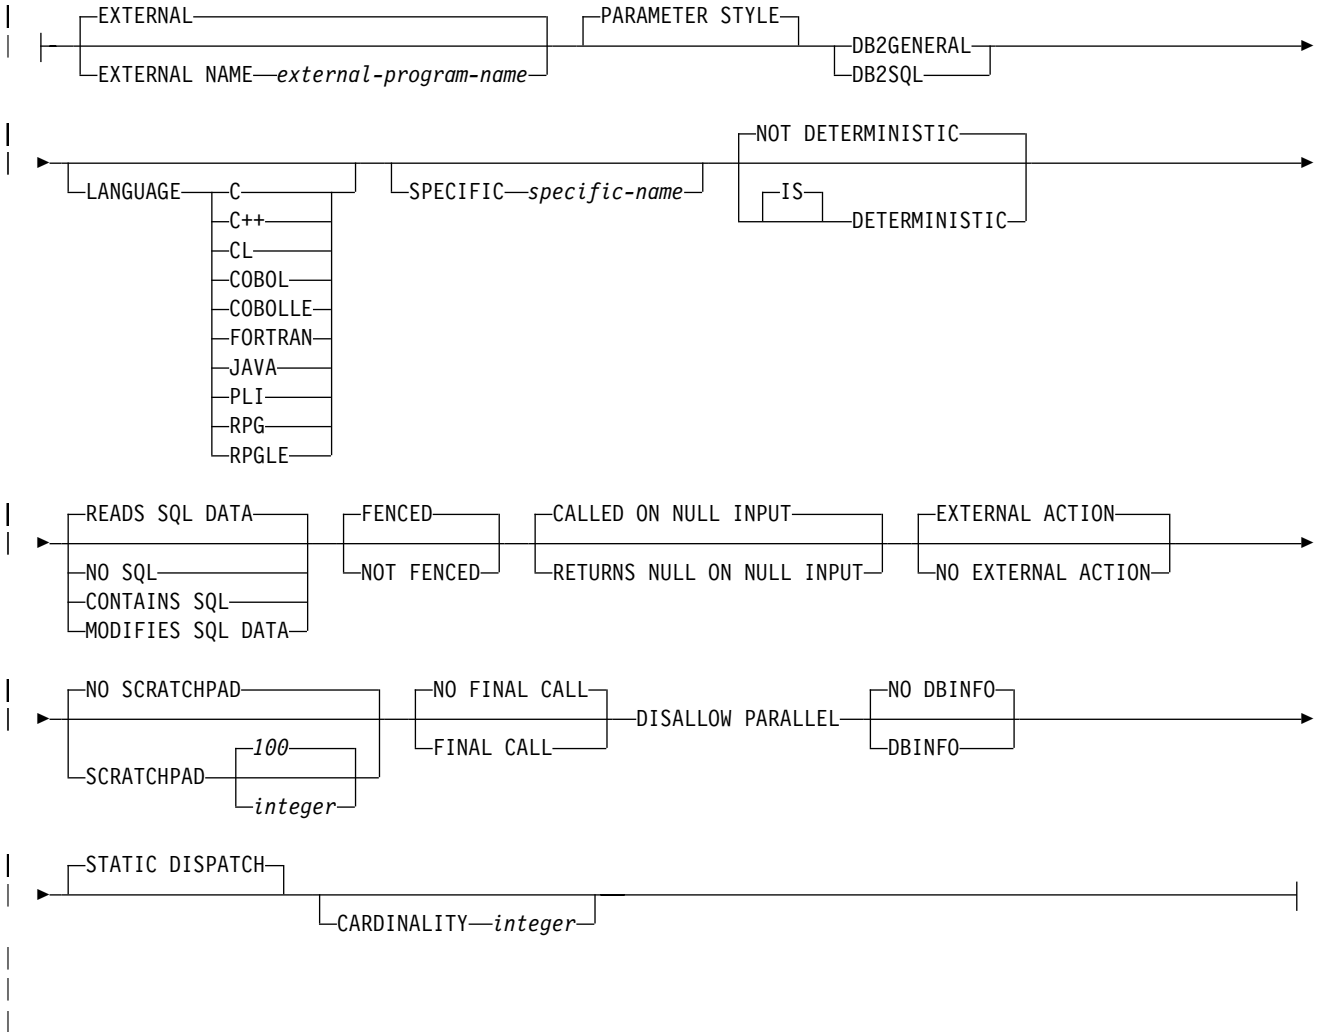 EXTERNAL PARAMETER STYLE
DB2GENERAL
EXTERNAL NAME external-program-name DB2SQL
NOT DETERMINISTIC
LANGUAGE C SPECIFIC specific-name IS
C++ DETERMINISTIC
CL
COBOL
COBOLLE
FORTRAN
JAVA
PLI
RPG
RPGLE
READS SQL DATA FENCED CALLED ON NULL INPUT EXTERNAL ACTION
NO SQL NOT FENCED RETURNS NULL ON NULL INPUT NO EXTERNAL ACTION
CONTAINS SQL
MODIFIES SQL DATA
NO SCRATCHPAD NO FINAL CALL NO DBINFO
DISALLOW PARALLEL
100 FINAL CALL DBINFO
SCRATCHPAD
integer
STATIC DISPATCH
CARDINALITY integer